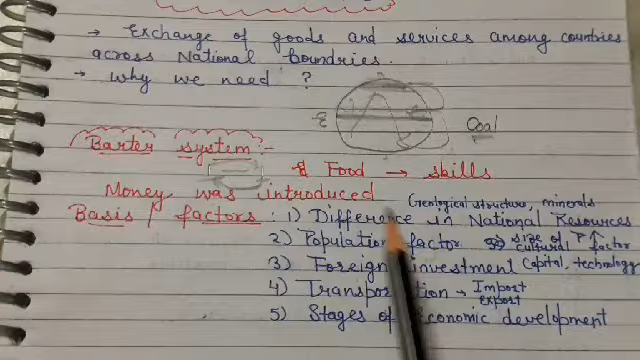 → Exchange of goods and services among countries
across National boundries.
→ Why we need ?
Coal
Barter system :-
Food → skills
Money was introduced
Geological structure, minerals
Basis / factors : 1) Difference in National Resources
2) Population factor size of P↑
cultural factor
3) Foreign investment Capital, technology
4) Transportation → Import
export
5) Stages of Economic development